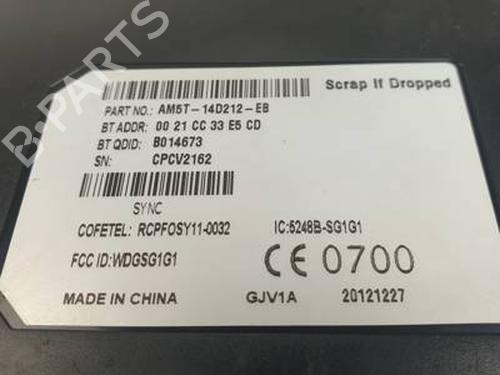 B-PARTS
Scrap If Dropped
PART NO.: AM5T-14D212-EB
BT ADDR: 00 21 CC 33 E5 CD
BT QDID: B014673
SN: CPCV2162
SYNC
COFETEL: RCPFOSY11-0032 IC:5248B-SG1G1
FCC ID:WDGSG1G1 CE 0700
MADE IN CHINA GJV1A 20121227